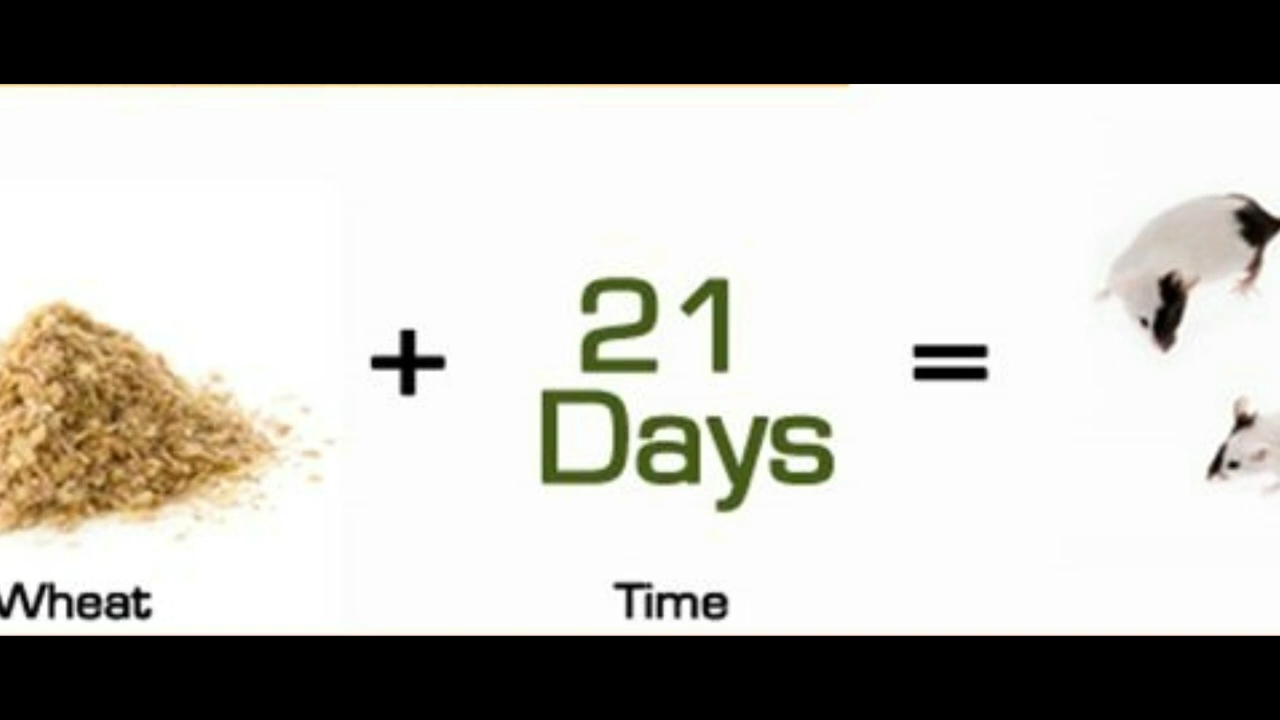 +
21
Days
=
Wheat
Time